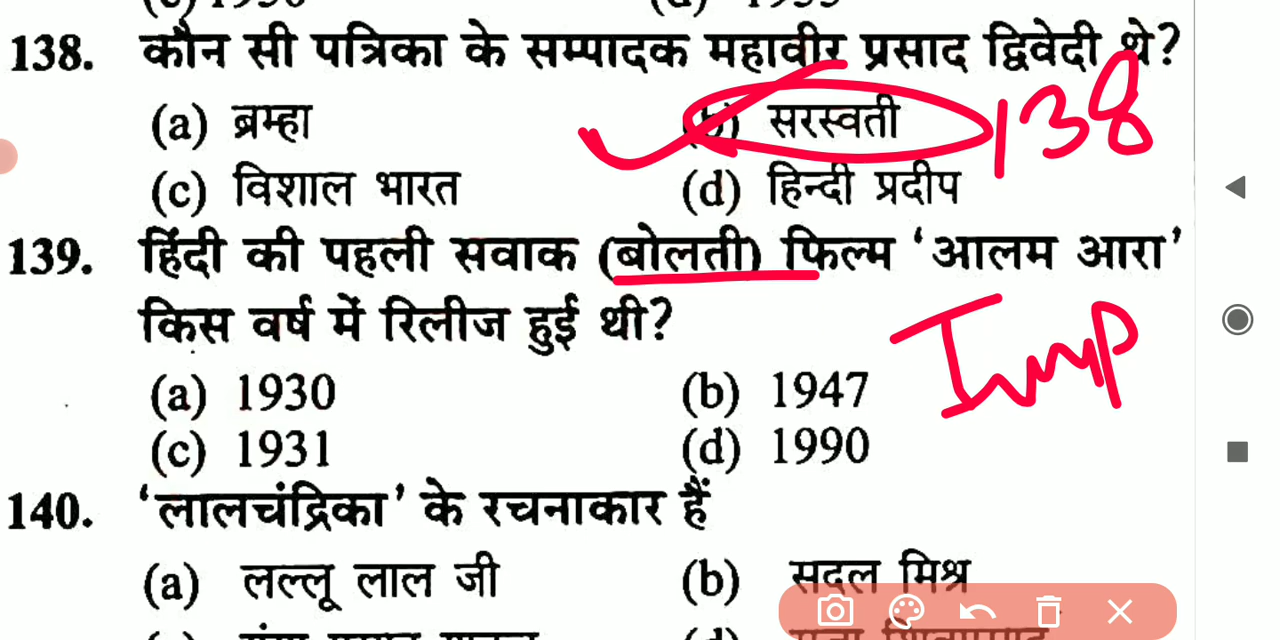 138. कौन सी पत्रिका के सम्पादक महावीर प्रसाद द्विवेदी थे?
(a) ब्रम्हा (b) सरस्वती 138
(c) विशाल भारत (d) हिन्दी प्रदीप
139. हिंदी की पहली सवाक (बोलती) फिल्म ‘आलम आरा’
किस वर्ष में रिलीज हुई थी?
Imp
(a) 1930 (b) 1947
(c) 1931 (d) 1990
140. ‘लालचंद्रिका’ के रचनाकार हैं
(a) लल्लू लाल जी (b) सदल मिश्र